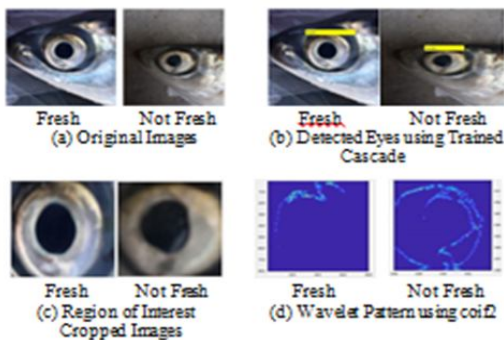 Fresh Not Fresh
(a) Original Images
Fresh Not Fresh
(b) Detected Eyes using Trained
Cascade
Fresh Not Fresh
(c) Region of Interest
Cropped Images
Fresh Not Fresh
(d) Wavelet Pattern using coif2